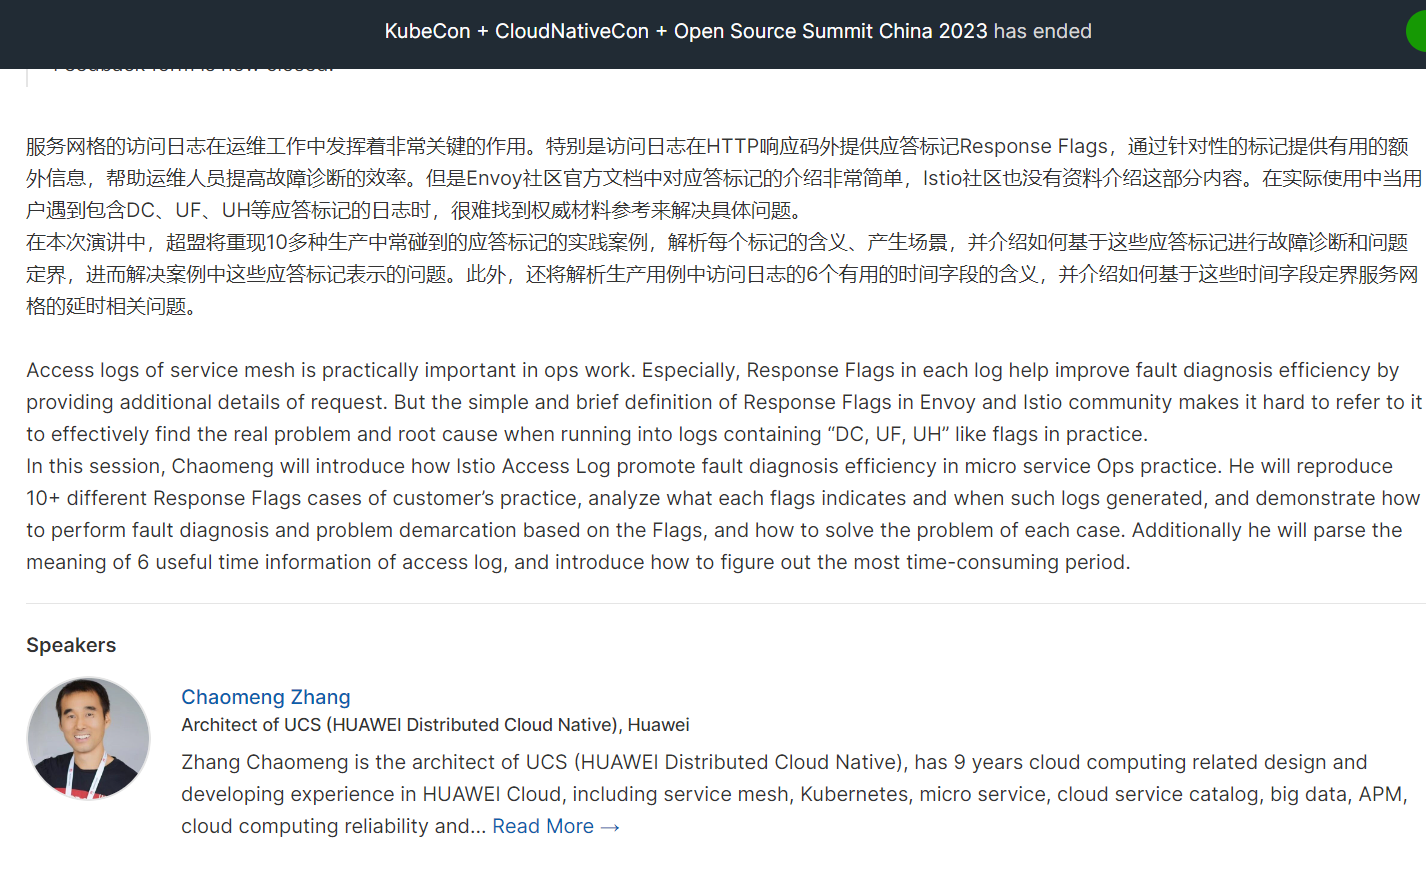 KubeCon + CloudNativeCon + Open Source Summit China 2023 has ended
Feedback form is now closed.
服务网格的访问日志在运维工作中发挥着非常关键的作用。特别是访问日志在HTTP响应码外提供应答标记Response Flags，通过针对性的标记提供有用的额
外信息，帮助运维人员提高故障诊断的效率。但是Envoy社区官方文档中对应答标记的介绍非常简单，Istio社区也没有资料介绍这部分内容。在实际使用中当用
户遇到包含DC、UF、UH等应答标记的日志时，很难找到权威材料参考来解决具体问题。
在本次演讲中，超盟将重现10多种生产中常碰到的应答标记的实践案例，解析每个标记的含义、产生场景，并介绍如何基于这些应答标记进行故障诊断和问题
定界，进而解决案例中这些应答标记表示的问题。此外，还将解析生产用例中访问日志的6个有用的时间字段的含义，并介绍如何基于这些时间字段定界服务网
格的延时相关问题。
Access logs of service mesh is practically important in ops work. Especially, Response Flags in each log help improve fault diagnosis efficiency by
providing additional details of request. But the simple and brief definition of Response Flags in Envoy and Istio community makes it hard to refer to it
to effectively find the real problem and root cause when running into logs containing “DC, UF, UH” like flags in practice.
In this session, Chaomeng will introduce how Istio Access Log promote fault diagnosis efficiency in micro service Ops practice. He will reproduce
10+ different Response Flags cases of customer’s practice, analyze what each flags indicates and when such logs generated, and demonstrate how
to perform fault diagnosis and problem demarcation based on the Flags, and how to solve the problem of each case. Additionally he will parse the
meaning of 6 useful time information of access log, and introduce how to figure out the most time-consuming period.
Speakers
Chaomeng Zhang
Architect of UCS (HUAWEI Distributed Cloud Native), Huawei
Zhang Chaomeng is the architect of UCS (HUAWEI Distributed Cloud Native), has 9 years cloud computing related design and
developing experience in HUAWEI Cloud, including service mesh, Kubernetes, micro service, cloud service catalog, big data, APM,
cloud computing reliability and... Read More →